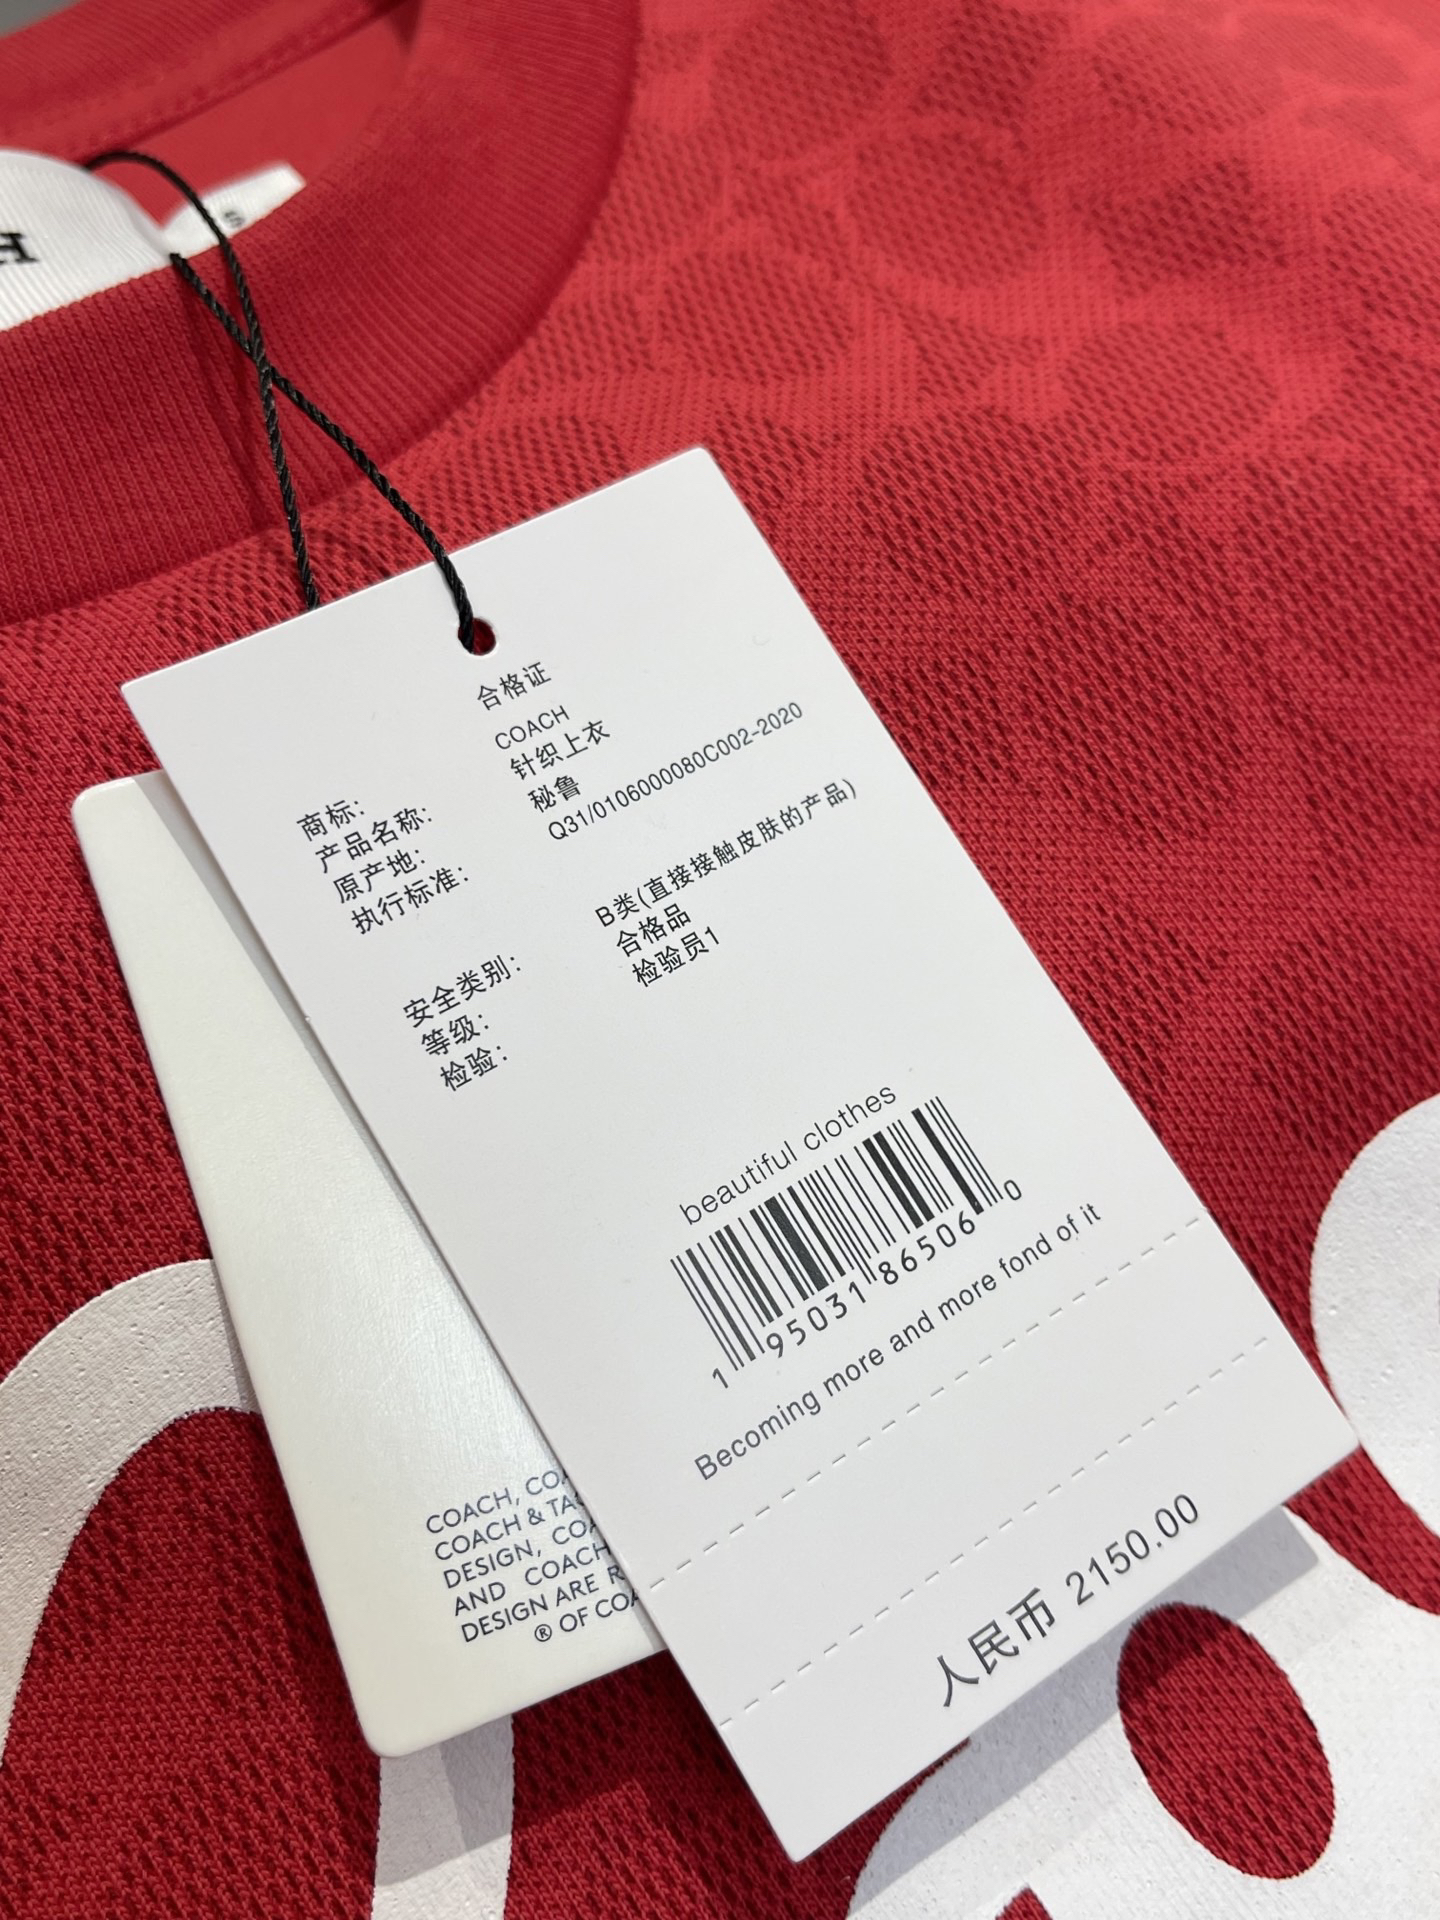 H
S
合格证
商标: COACH
产品名称: 针织上衣
原产地: 秘鲁
执行标准: Q31/0106000080C002-2020
安全类别: B类(直接接触皮肤的产品)
等级: 合格品
检验: 检验员1
beautiful clothes
1 95031 86506 0
Becoming more and more fond of it
人民币 2150.00
COACH,
COACH &
DESIGN,
AND COACH
DESIGN ARE
® OF